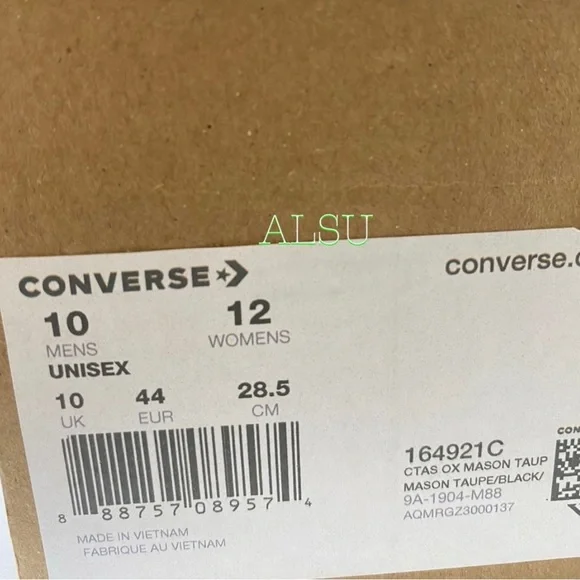 ALSU
CONVERSE
converse.c
10 12
MENS WOMENS
UNISEX
10 44 28.5
UK EUR CM
8 88757 08957 4
MADE IN VIETNAM
FABRIQUE AU VIETNAM
164921C
CTAS OX MASON TAUP
MASON TAUPE/BLACK/
9A-1904-M88
AQMRGZ3000137
CON